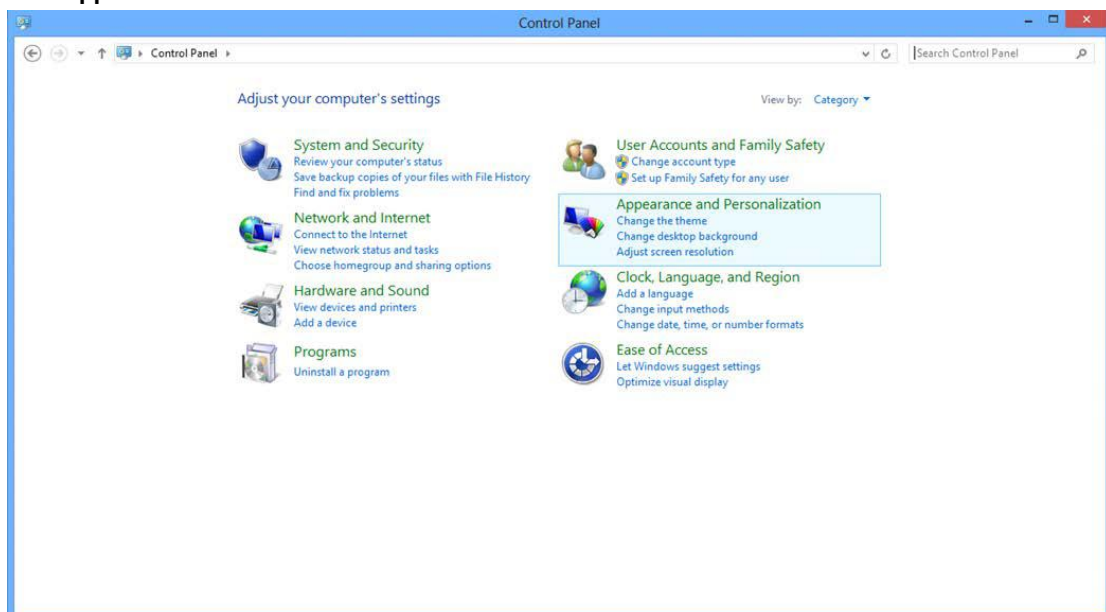 Control Panel
Control Panel
Search Control Panel
Adjust your computer's settings
View by: Category
System and Security
Review your computer's status
Save backup copies of your files with File History
Find and fix problems
Network and Internet
Connect to the Internet
View network status and tasks
Choose homegroup and sharing options
Hardware and Sound
View devices and printers
Add a device
Programs
Uninstall a program
User Accounts and Family Safety
Change account type
Set up Family Safety for any user
Appearance and Personalization
Change the theme
Change desktop background
Adjust screen resolution
Clock, Language, and Region
Add a language
Change input methods
Change date, time, or number formats
Ease of Access
Let Windows suggest settings
Optimize visual display